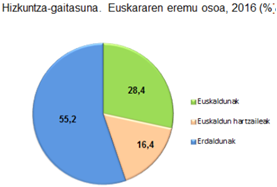 Hizkuntza-gaitasuna. Euskararen eremu osoa, 2016 (%)
28,4
55,2
16,4
Euskaldunak
Euskaldun hartzaileak
Erdaldunak